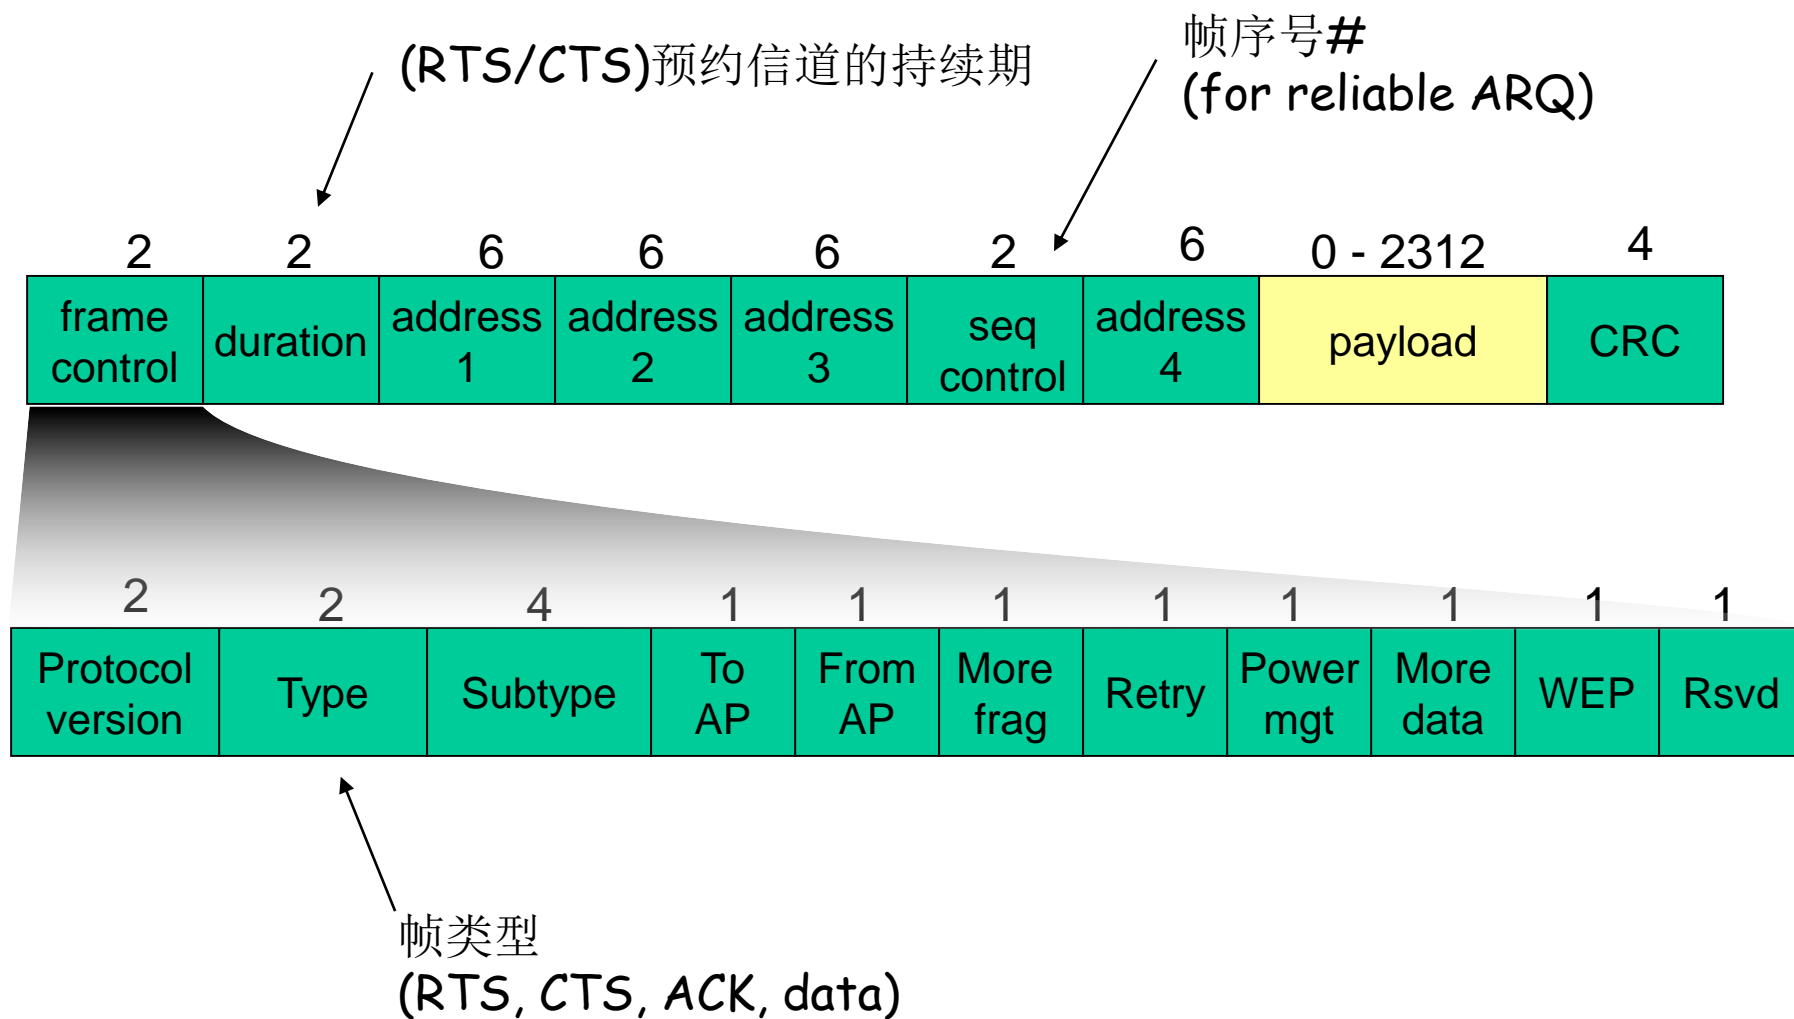 (RTS/CTS)预约信道的持续期
帧序号#
(for reliable ARQ)
2 2 6 6 6 2 6 0 - 2312 4
frame control
duration
address 1
address 2
address 3
seq control
address 4
payload
CRC
2 2 4 1 1 1 1 1 1 1 1
Protocol version
Type
Subtype
To AP
From AP
More frag
Retry
Power mgt
More data
WEP
Rsvd
帧类型
(RTS, CTS, ACK, data)